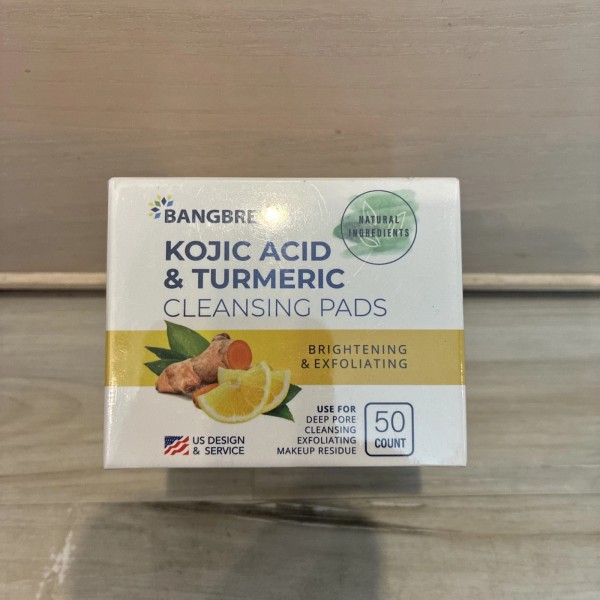 BANGBRE
NATURAL
INGREDIENTS
KOJIC ACID
& TURMERIC
CLEANSING PADS
BRIGHTENING
& EXFOLIATING
USE FOR
DEEP PORE
CLEANSING
EXFOLIATING
MAKEUP RESIDUE
50
COUNT
US DESIGN
& SERVICE